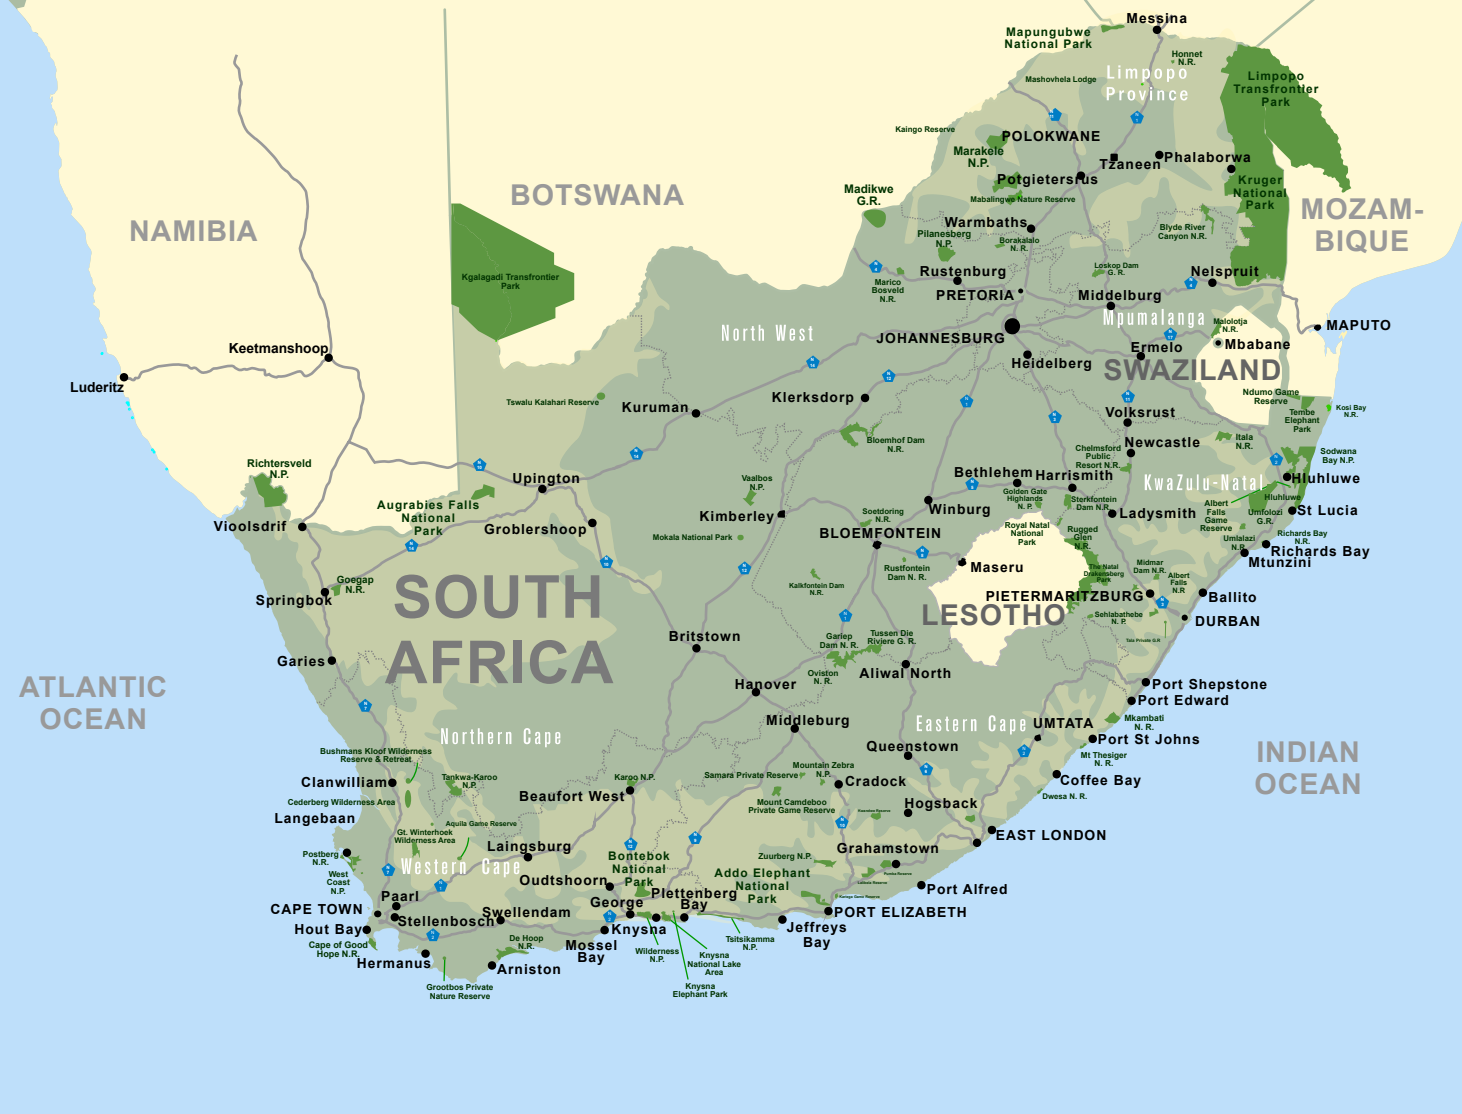 Messina
Mapungubwe
National Park
Honnet
N.R.
Limpopo
Province
Mashovhela Lodge
Limpopo
Transfrontier
Park
Kaingo Reserve
POLOKWANE
Marakele
N.P.
Tzaneen
Phalaborwa
Potgietersrus
Kruger
National
Park
Madikwe
G.R.
Mabalingwe Nature Reserve
BOTSWANA
NAMIBIA
MOZAM-
BIQUE
Warmbaths
Pilanesberg
N.P.
Borakalalo
N. R.
Blyde River
Canyon N.R.
Kgalagadi Transfrontier
Park
Rustenburg
Loskop Dam
G. R.
Nelspruit
Marico
Bosveld
N.R.
PRETORIA
Middelburg
North West
Mpumalanga
Malolotja
N.R.
MAPUTO
JOHANNESBURG
Mbabane
Keetmanshoop
Ermelo
Heidelberg
SWAZILAND
Luderitz
Tswalu Kalahari Reserve
Kuruman
Klerksdorp
Ndumo Game
Reserve
Volksrust
Tembe
Elephant
Park
Kosi Bay
N.R.
Bloemhof Dam
N.R.
Newcastle
Itala
N.R.
Chelmsford
Public
Resort N.R.
Sodwana
Bay N.P.
Richtersveld
N.P.
Upington
Vaalbos
N.P.
Bethlehem
Harrismith
KwaZulu-Natal
Hluhluwe
Augrabies Falls
National
Park
Golden Gate
Highlands
N. P.
Sterkfontein
Dam N.R.
Albert
Falls
Game
Reserve
Hluhluwe
Umfolozi
G.R.
St Lucia
Vioolsdrif
Groblershoop
Kimberley
Soetdoring
N.R.
Winburg
Ladysmith
Mokala National Park
BLOEMFONTEIN
Royal Natal
National
Park
Rugged
Glen
N.R.
Umlalazi
N.R.
Richards Bay
N.R.
Richards Bay
Mtunzini
Goegap
N.R.
Rustfontein
Dam N. R.
Maseru
The Natal
Drakensberg
Park
Midmar
Dam N.R.
Albert
Falls
N.R
Kalkfontein Dam
N.R.
Springbok
SOUTH
AFRICA
PIETERMARITZBURG
Ballito
LESOTHO
Sehlabathebe
N. P.
DURBAN
Britstown
Gariep
Dam N. R.
Tussen Die
Riviere G. R.
Tala Private G.R
Garies
Oviston
N. R.
Aliwal North
ATLANTIC
OCEAN
Hanover
Port Shepstone
Port Edward
Middleburg
Eastern Cape
UMTATA
Mkambati
N. R.
Northern Cape
Queenstown
Port St Johns
Mt Thesiger
N. R.
INDIAN
OCEAN
Bushmans Kloof Wilderness
Reserve & Retreat
Clanwilliam
Tankwa-Karoo
N.P.
Karoo N.P.
Samara Private Reserve
Mountain Zebra
N.P.
Cradock
Coffee Bay
Cederberg Wilderness Area
Beaufort West
Mount Camdeboo
Private Game Reserve
Hogsback
Dwesa N. R.
Langebaan
Aquila Game Reserve
Gt. Winterhoek
Wilderness Area
EAST LONDON
Postberg
N.R.
Laingsburg
Bontebok
National
Park
Zuurberg N.P.
Grahamstown
West
Coast
N.P.
Western Cape
Oudtshoorn
Addo Elephant
National
Park
Port Alfred
Paarl
George
Plettenberg
Bay
CAPE TOWN
Stellenbosch
Swellendam
PORT ELIZABETH
Hout Bay
Knysna
Jeffreys
Bay
Cape of Good
Hope N.R.
De Hoop
N.R.
Mossel
Bay
Wilderness
N.P.
Tsitsikamma
N.P.
Hermanus
Arniston
Knysna
National Lake
Area
Grootbos Private
Nature Reserve
Knysna
Elephant Park